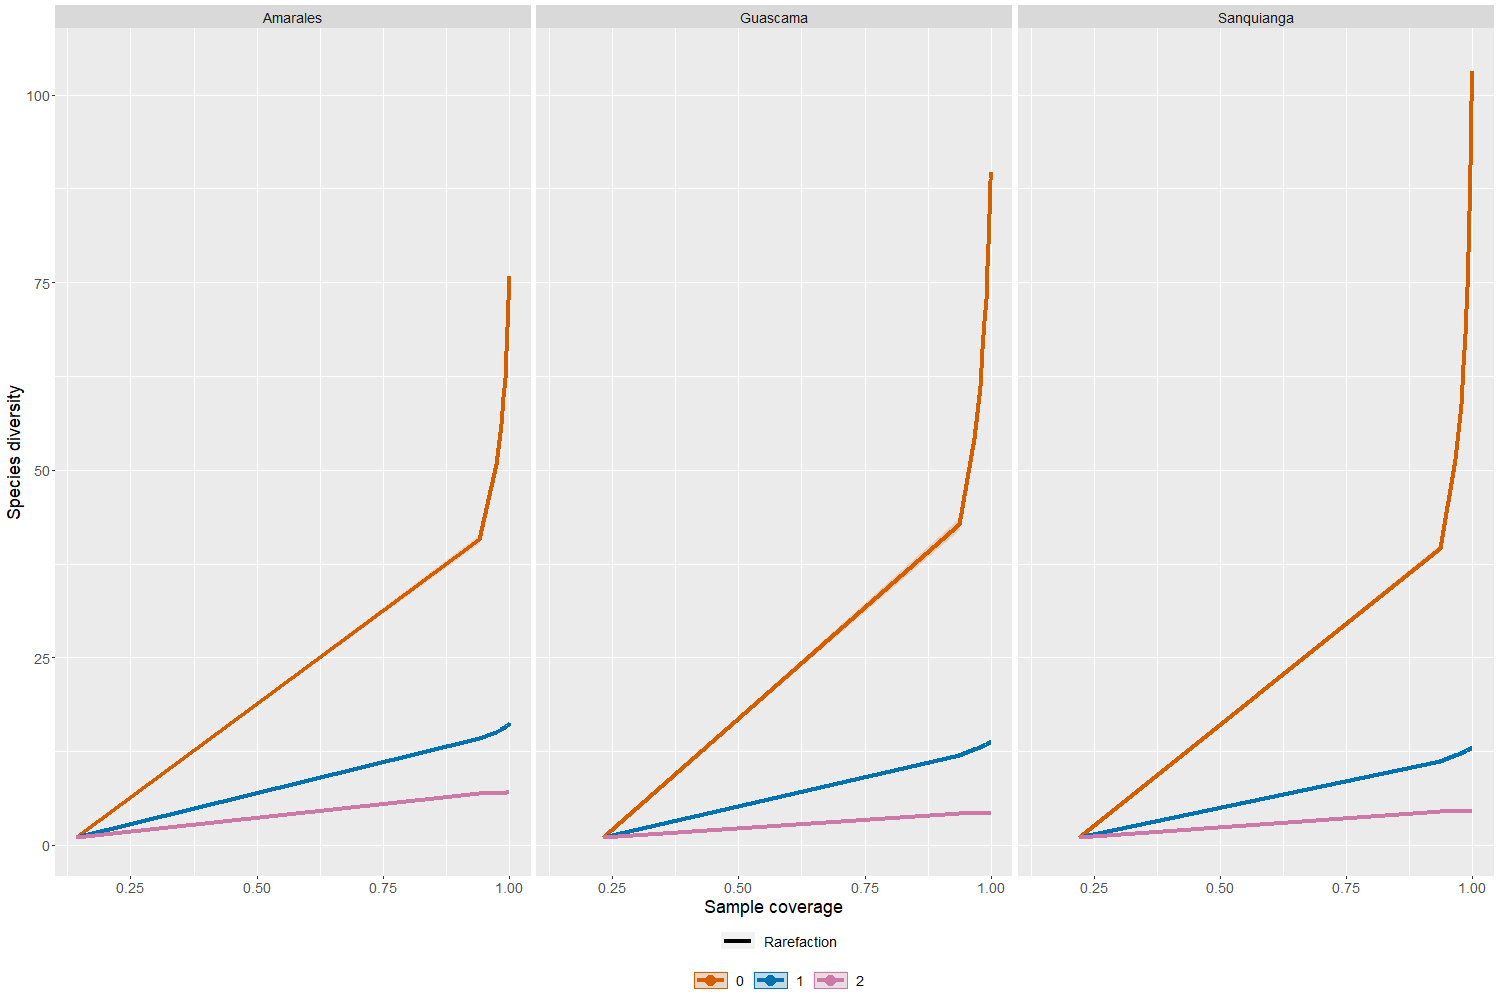 Amarales Guascama Sanquianga
Species diversity
100
75
50
25
0
0.25 0.50 0.75 1.00 0.25 0.50 0.75 1.00 0.25 0.50 0.75 1.00
Sample coverage
Rarefaction
0 1 2